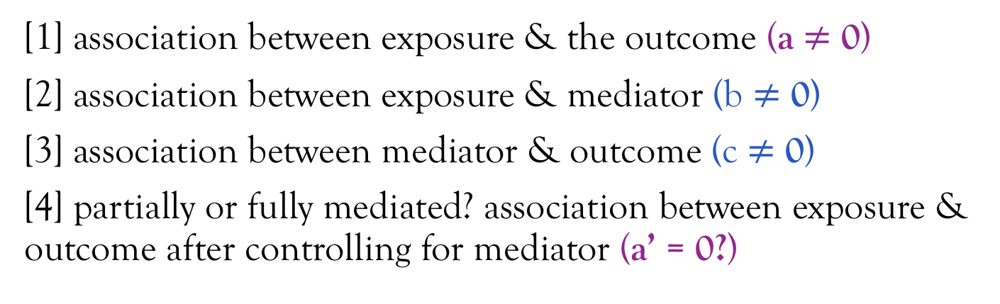 [1] association between exposure & the outcome (a ≠ 0)
[2] association between exposure & mediator (b ≠ 0)
[3] association between mediator & outcome (c ≠ 0)
[4] partially or fully mediated? association between exposure &
outcome after controlling for mediator (a’ = 0?)